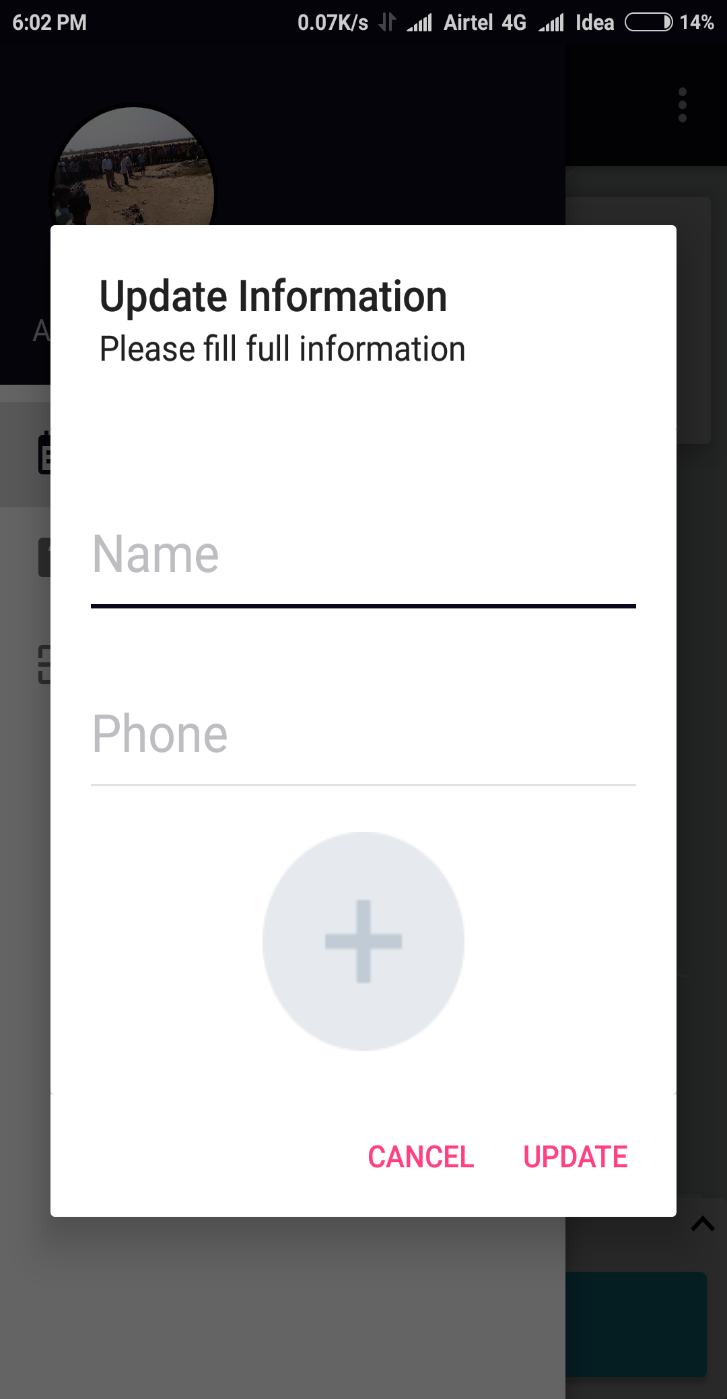 6:02 PM 0.07K/s Airtel 4G Idea 14%
Update Information
Please fill full information
A
Name
Phone
CANCEL UPDATE